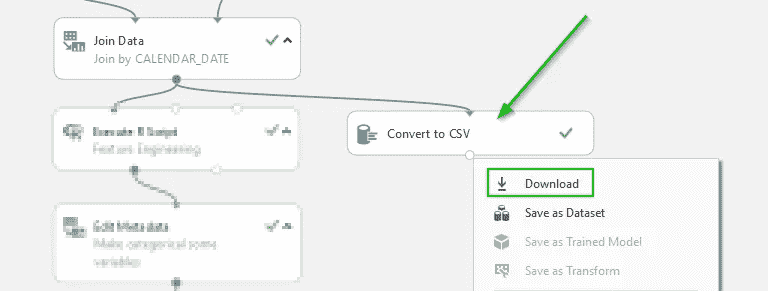 Join Data
Join by CALENDAR_DATE
Execute R Script
Feature Engineering
Convert to CSV
Download
Save as Dataset
Edit Metadata
Save as Trained Model
Make categorical some
variables
Save as Transform